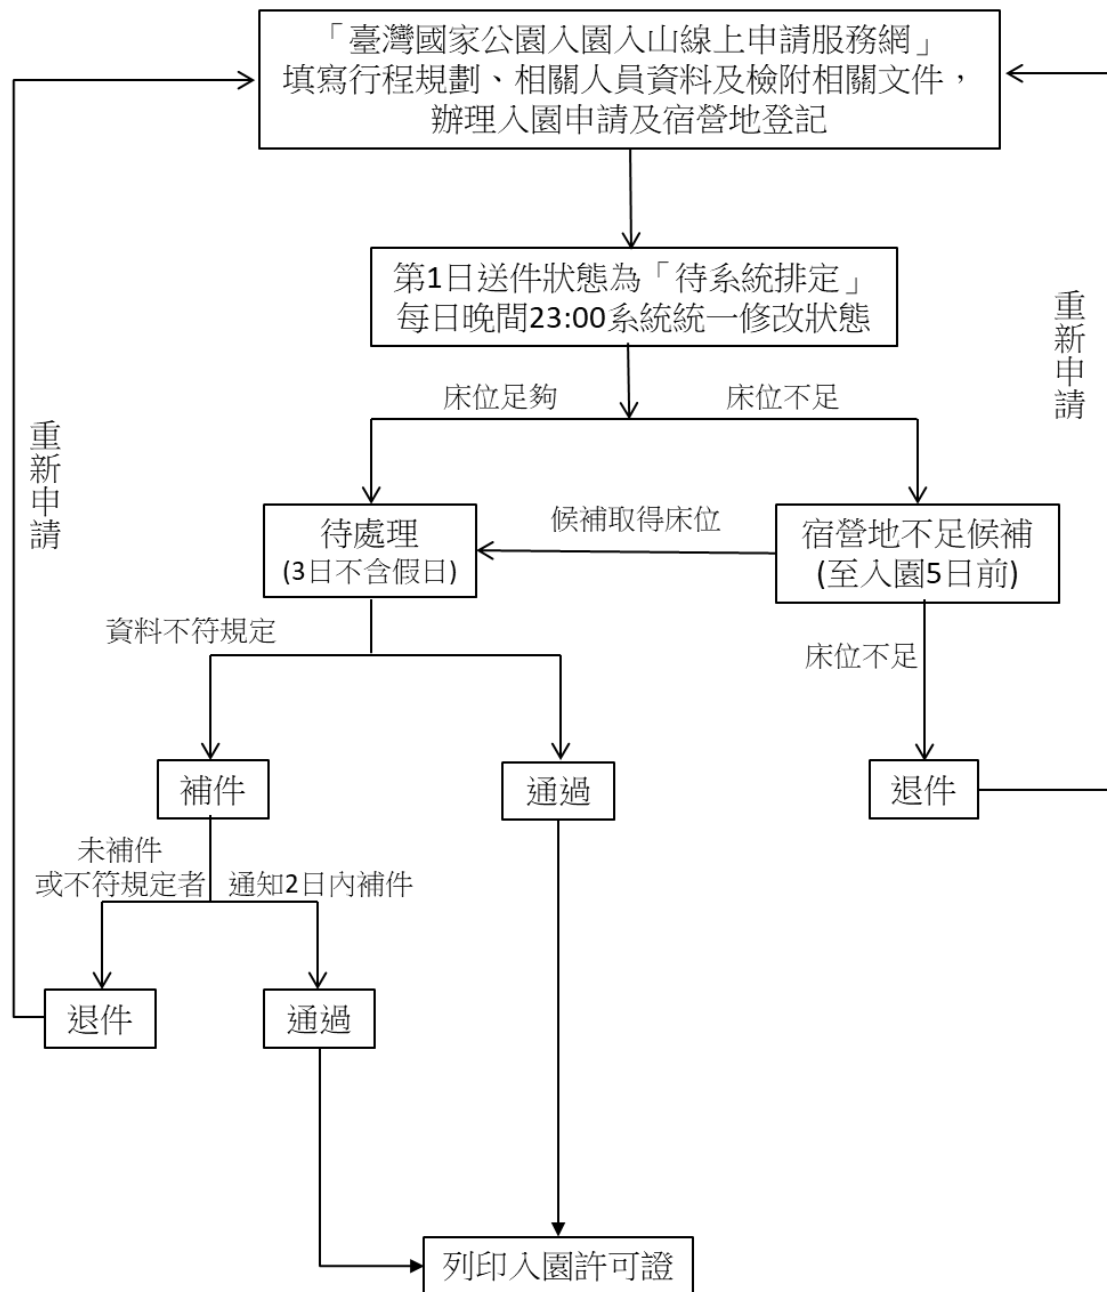 「臺灣國家公園入園入山線上申請服務網」
填寫行程規劃、相關人員資料及檢附相關文件，
辦理入園申請及宿營地登記
第1日送件狀態為「待系統排定」
每日晚間23:00系統統一修改狀態
重新申請
床位足夠
床位不足
重新申請
待處理
(3日不含假日)
候補取得床位
宿營地不足候補
(至入園5日前)
資料不符規定
床位不足
補件
通過
退件
未補件
或不符規定者
通知2日內補件
退件
通過
列印入園許可證